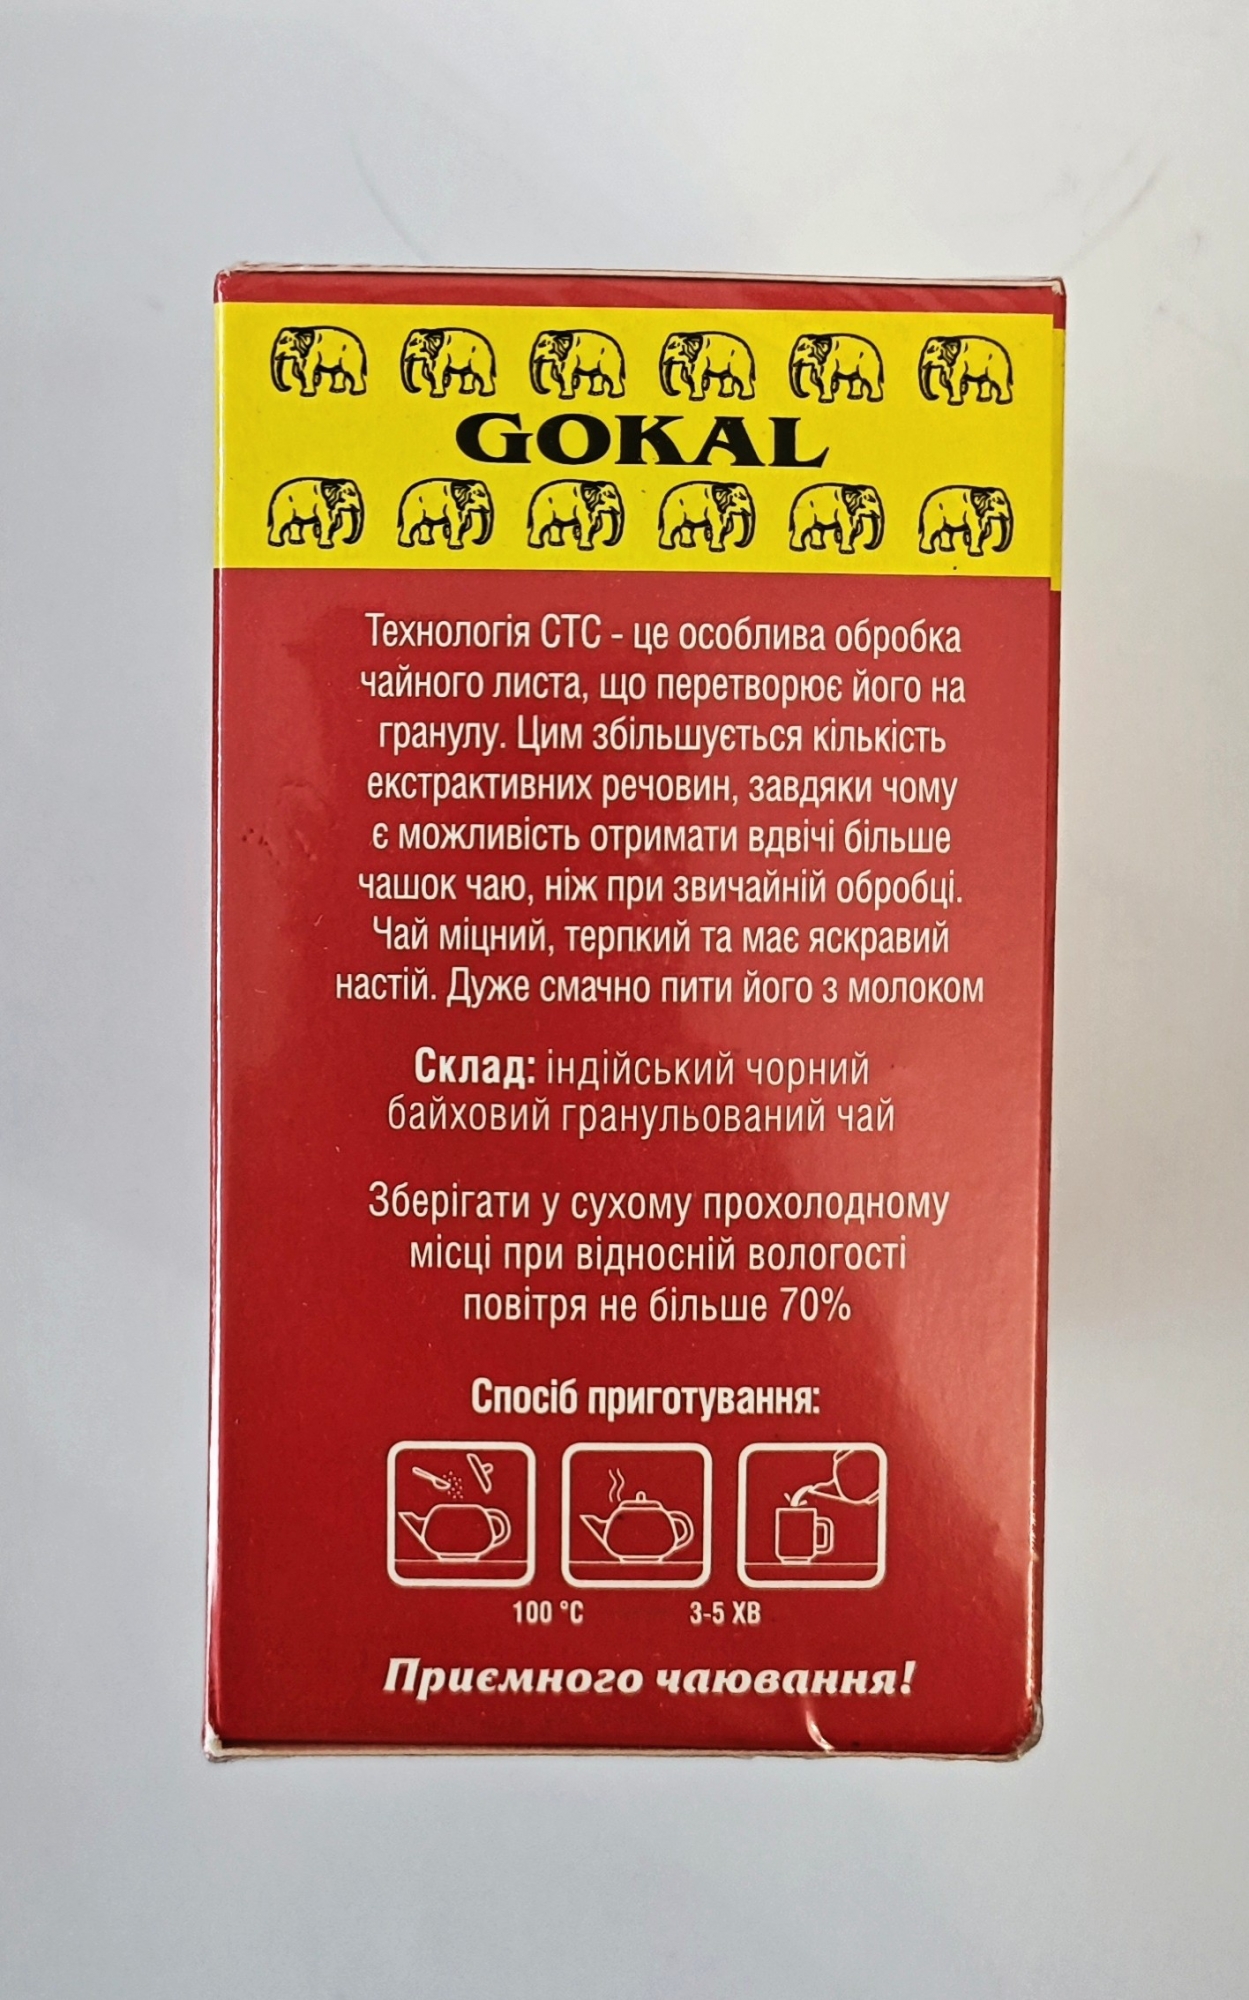 GOKAL
Технологія СТС - це особлива обробка
чайного листа, що перетворює його на
гранулу. Цим збільшується кількість
екстрактивних речовин, завдяки чому
є можливість отримати вдвічі більше
чашок чаю, ніж при звичайній обробці.
Чай міцний, терпкий та має яскравий
настій. Дуже смачно пити його з молоком
Склад: індійський чорний
байховий гранульований чай
Зберігати у сухому прохолодному
місці при відносній вологості
повітря не більше 70%
Спосіб приготування:
100 °C
3-5 ХВ
Приємного чаювання!